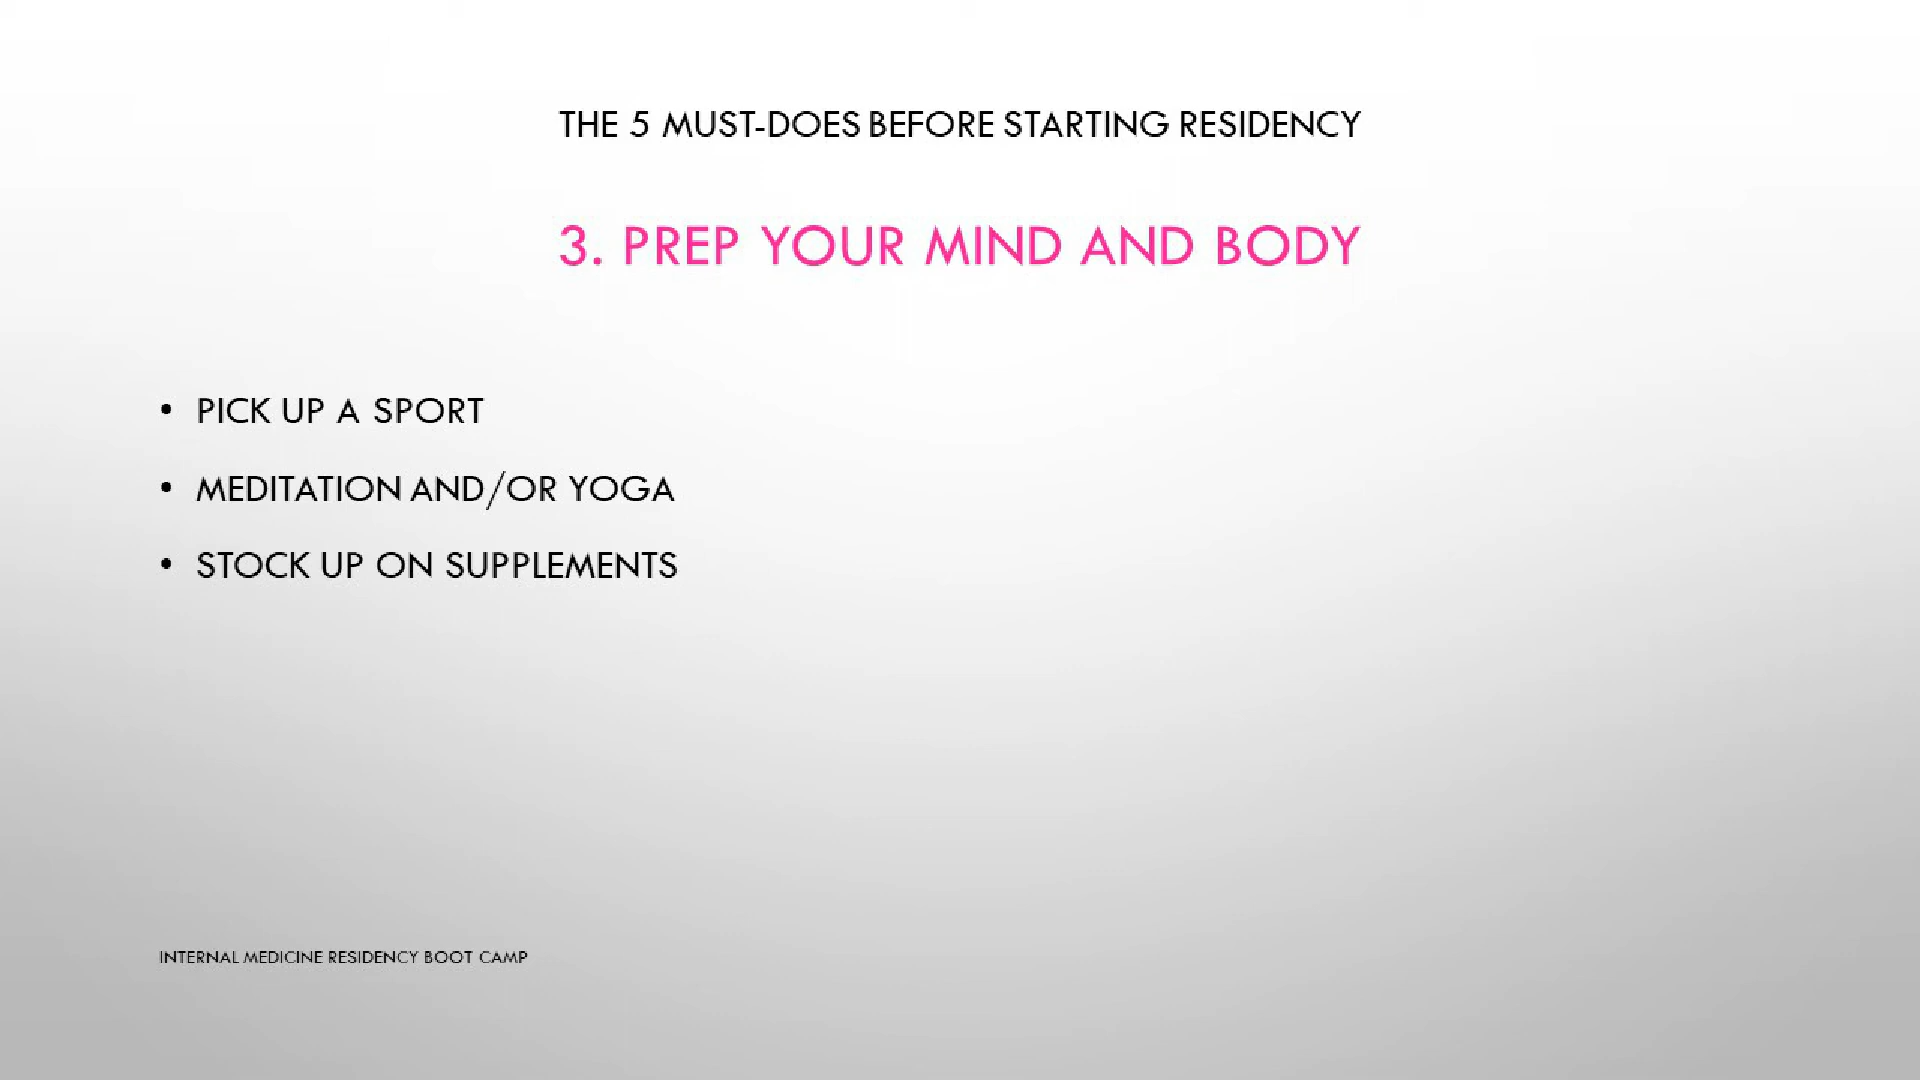 THE 5 MUST-DOES BEFORE STARTING RESIDENCY
3. PREP YOUR MIND AND BODY
• PICK UP A SPORT
• MEDITATION AND/OR YOGA
• STOCK UP ON SUPPLEMENTS
INTERNAL MEDICINE RESIDENCY BOOT CAMP